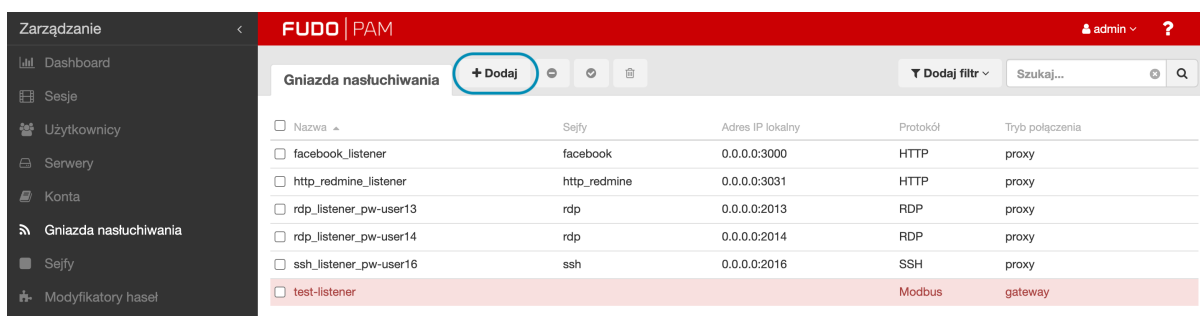 Zarządzanie
FUDO PAM
admin
?
Dashboard
Sesje
Użytkownicy
Serwery
Konta
Gniazda nasłuchiwania
Sejfy
Modyfikatory haseł
Gniazda nasłuchiwania
+ Dodaj
Dodaj filtr
Szukaj...
Nazwa Sejfy Adres IP lokalny Protokół Tryb połączenia
facebook_listener facebook 0.0.0.0:3000 HTTP proxy
http_redmine_listener http_redmine 0.0.0.0:3031 HTTP proxy
rdp_listener_pw-user13 rdp 0.0.0.0:2013 RDP proxy
rdp_listener_pw-user14 rdp 0.0.0.0:2014 RDP proxy
ssh_listener_pw-user16 ssh 0.0.0.0:2016 SSH proxy
test-listener Modbus gateway